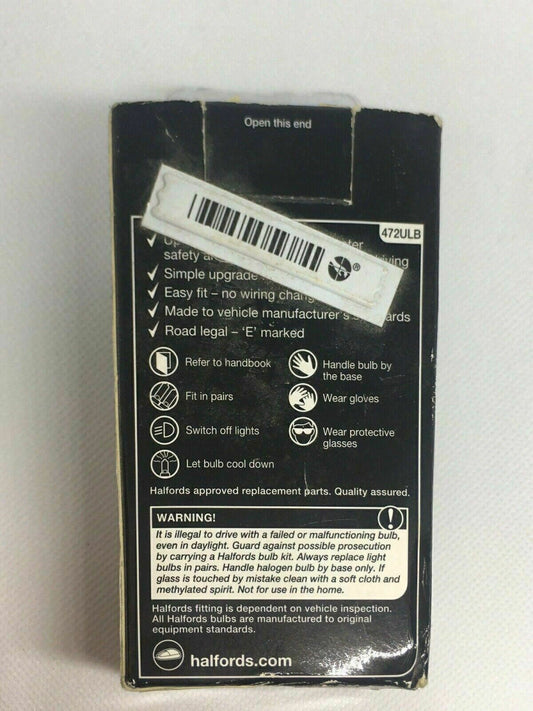 Open this end
472ULB
safety
Simple upgrade
Easy fit – no wiring
Made to vehicle manufacturer's
Road legal – 'E' marked
Refer to handbook
Handle bulb by
the base
Fit in pairs
Wear gloves
Switch off lights
Wear protective
glasses
Let bulb cool down
Halfords approved replacement parts. Quality assured.
WARNING!
It is illegal to drive with a failed or malfunctioning bulb,
even in daylight. Guard against possible prosecution
by carrying a Halfords bulb kit. Always replace light
bulbs in pairs. Handle halogen bulb by base only. If
glass is touched by mistake clean with a soft cloth and
methylated spirit. Not for use in the home.
Halfords fitting is dependent on vehicle inspection.
All Halfords bulbs are manufactured to original
equipment standards.
halfords.com